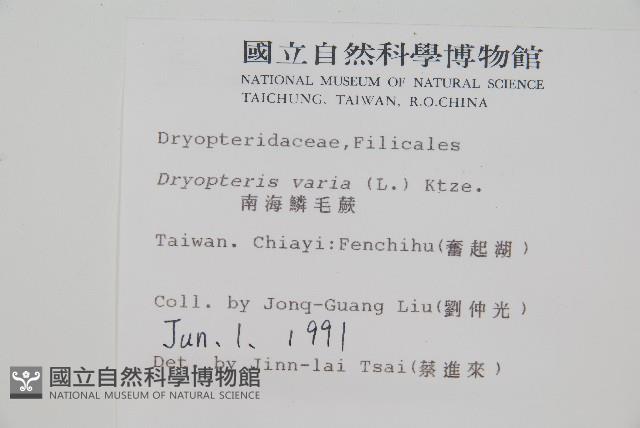 國立自然科學博物館
NATIONAL MUSEUM OF NATURAL SCIENCE
TAICHUNG, TAIWAN, R.O.CHINA
Dryopteridaceae,Filicales
Dryopteris varia (L.) Ktze.
南海鱗毛蕨
Taiwan. Chiayi:Fenchihu(奮起湖)
Coll. by Jong-Guang Liu(劉仲光)
Jun. 1. 1991
Det. by Jinn-lai Tsai(蔡進來)
國立自然科學博物館
NATIONAL MUSEUM OF NATURAL SCIENCE